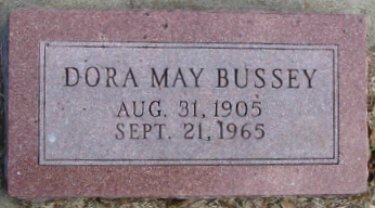 DORA MAY BUSSEY
AUG. 31, 1905
SEPT. 21, 1965